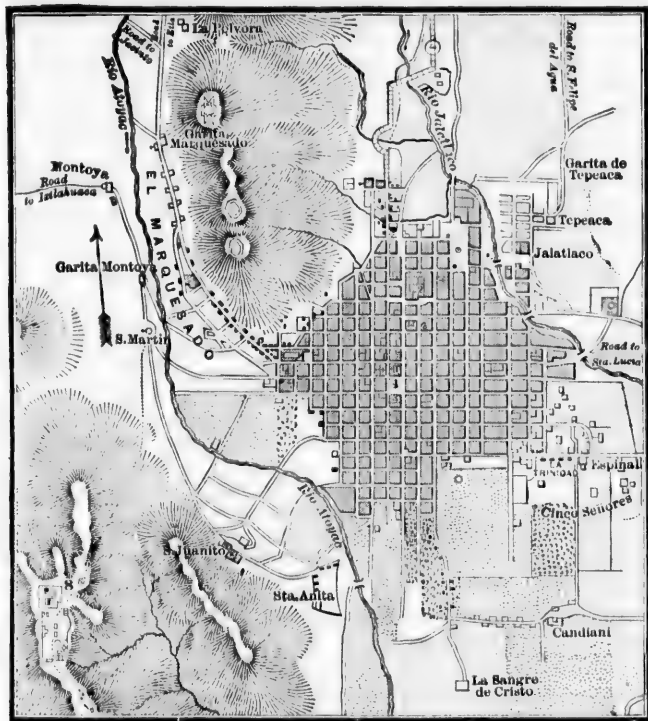 La Polvora
Road to
Rio Atoyac
Rio Jalatlaco
Road to S. Felipe
del Agua
Garita
Marquesado
EL MARQUESADO
Montoya
Road
to Ixtlahuaca
Garita de
Tepeaca
Tepeaca
Jalatlaco
Garita Montoya
S. Martin
Road to
Sta. Lucia
LA
TRINIDAD
Espinal
Cinco Señores
Rio Atoyac
S. Juanito
Sta. Anita
Candiani
La Sangre
de Cristo